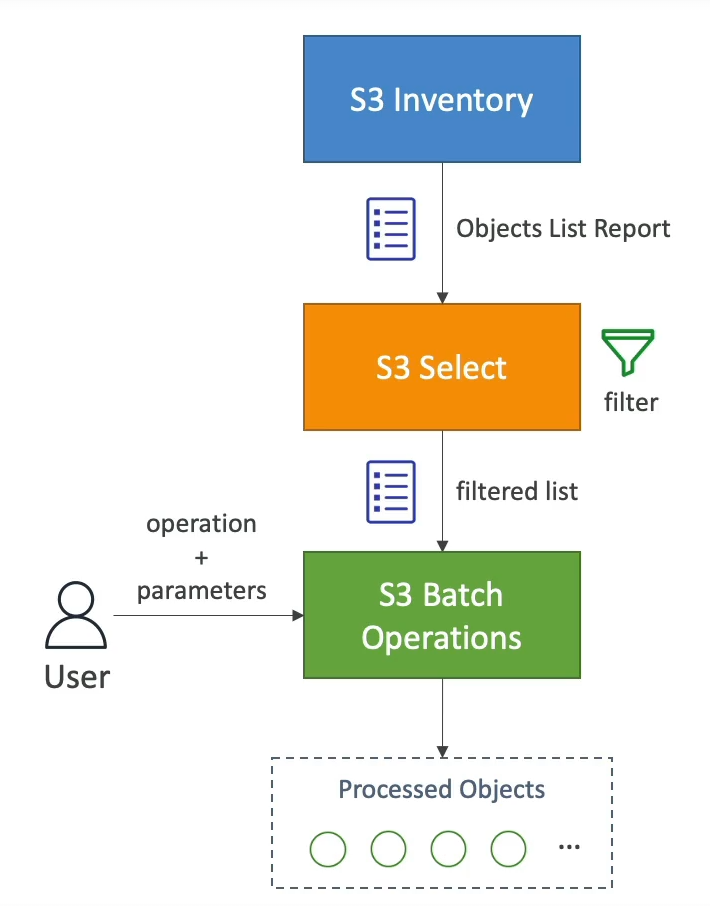 S3 Inventory
Objects List Report
S3 Select
filter
filtered list
operation
+
parameters
User
S3 Batch
Operations
Processed Objects
...